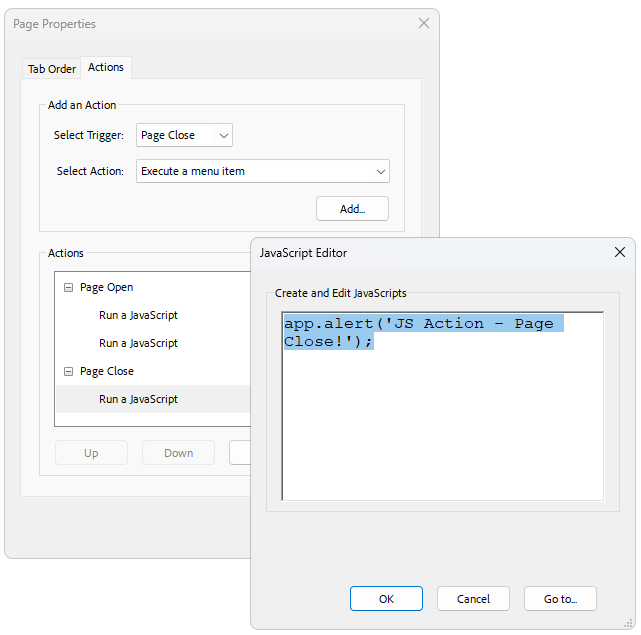 Page Properties
Tab Order
Actions
Add an Action
Select Trigger:
Page Close
Select Action:
Execute a menu item
Add...
Actions
Page Open
Run a JavaScript
Run a JavaScript
Page Close
Run a JavaScript
Up
Down
JavaScript Editor
Create and Edit JavaScripts
app.alert('JS Action - Page
Close!');
OK
Cancel
Go to...